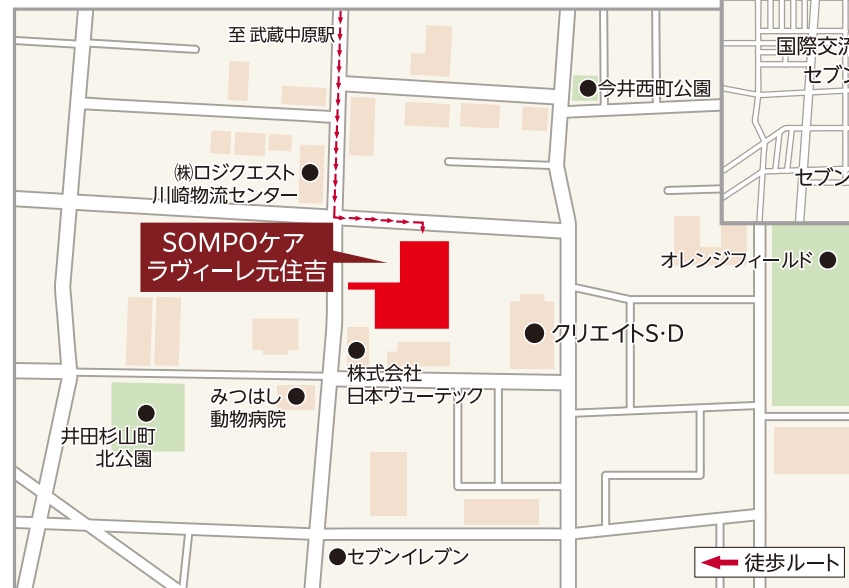 至 武蔵中原駅
国際交流
セブン
今井西町公園
㈱ロジクエスト
川崎物流センター
セブン
SOMPOケア
ラヴィーレ元住吉
オレンジフィールド
クリエイトS·D
株式会社
日本ヴューテック
みつはし
動物病院
井田杉山町
北公園
セブンイレブン
徒歩ルート